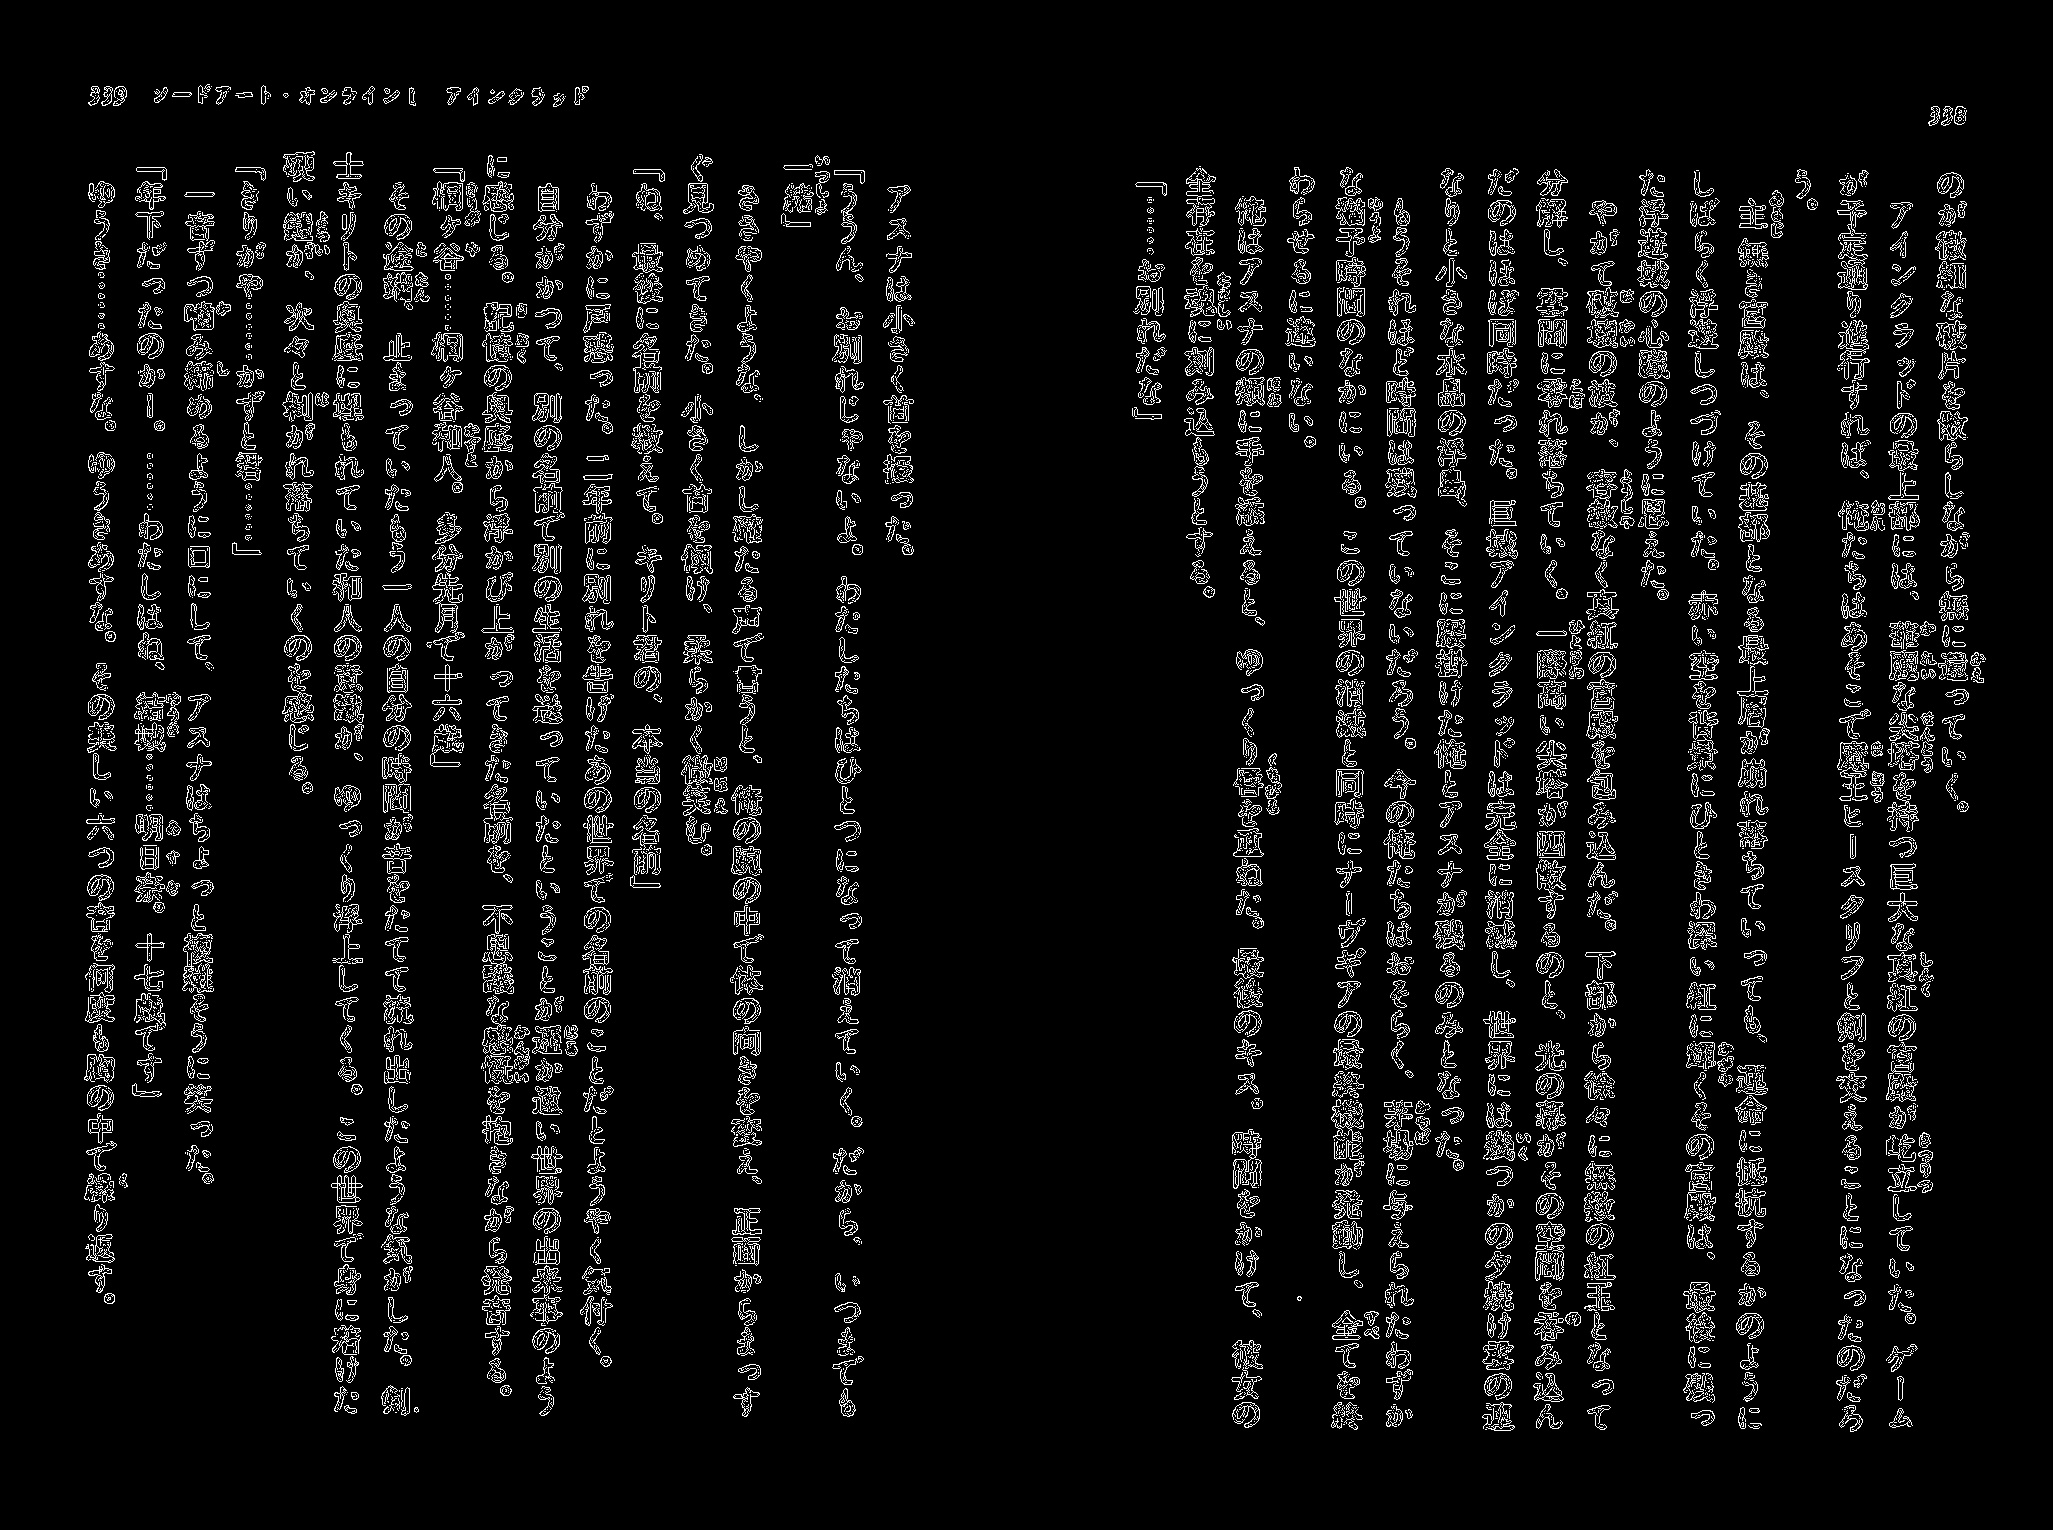 338
のが微細な破片を散らしながら無に還っていく。
アインクラッドの最上部には、華麗な尖塔を持つ巨大な真紅の宮殿が屹立していた。ゲーム
が予定通り進行すれば、俺たちはあそこで魔王ヒースクリフと剣を交えることになったのだろ
う。
主無き宮殿は、その基部となる最上層が崩れ落ちていっても、運命に抵抗するかのように
しばらく浮遊しつづけていた。赤い空を背景にひときわ深い紅に輝くその宮殿は、最後に残っ
た浮遊城の心臓のように思えた。
やがて破壊の波が、容赦なく真紅の宮殿を包み込んだ。下部から徐々に無数の紅玉となって
分解し、空間に零れ落ちていく。一際高い尖塔が四散するのと、光の幕がその空間を吞み込ん
だのはほぼ同時だった。巨城アインクラッドは完全に消滅し、世界には幾つかの夕焼け雲の連
なりと小さな水晶の浮島、そこに腰掛けた俺とアスナが残るのみとなった。
もうそれほど時間は残っていないだろう。今の俺たちはおそらく、茅場に与えられたわずか
な猶予時間のなかにいる。この世界の消滅と同時にナーヴギアの最終機能が発動し、全てを終
わらせるに違いない。
俺はアスナの頰に手を添えると、ゆっくり唇を重ねた。最後のキス。時間をかけて、彼女の
全存在を魂に刻み込もうとする。
「……お別れだな」
339 ソードアート・オンライン1 アインクラッド
アスナは小さく首を振った。
「ううん、お別れじゃないよ。わたしたちはひとつになって消えていく。だから、いつまでも
一緒」
ささやくような、しかし確たる声で言うと、俺の腕の中で体の向きを変え、正面からまっす
ぐ見つめてきた。小さく首を傾け、柔らかく微笑む。
「ね、最後に名前を教えて。キリト君の、本当の名前」
わずかに戸惑った。二年前に別れを告げたあの世界での名前のことだとようやく気付く。
自分がかつて、別の名前で別の生活を送っていたということが遥か遠い世界の出来事のよう
に感じる。記憶の奥底から浮かび上がってきた名前を、不思議な感慨を抱きながら発音する。
「桐ヶ谷……桐ヶ谷和人。多分先月で十六歳」
その途端、止まっていたもう一人の自分の時間が音をたてて流れ出したような気がした。剣
士キリトの奥底に埋もれていた和人の意識が、ゆっくり浮上してくる。この世界で身に着けた
硬い鎧が、次々と剝がれ落ちていくのを感じる。
「きりがや……かずと君……」
一音ずつ嚙み締めるように口にして、アスナはちょっと複雑そうに笑った。
「年下だったのかー。……わたしはね、結城……明日奈。十七歳です」
ゆうき……あすな。ゆうきあすな。その美しい六つの音を何度も胸の中で繰り返す。